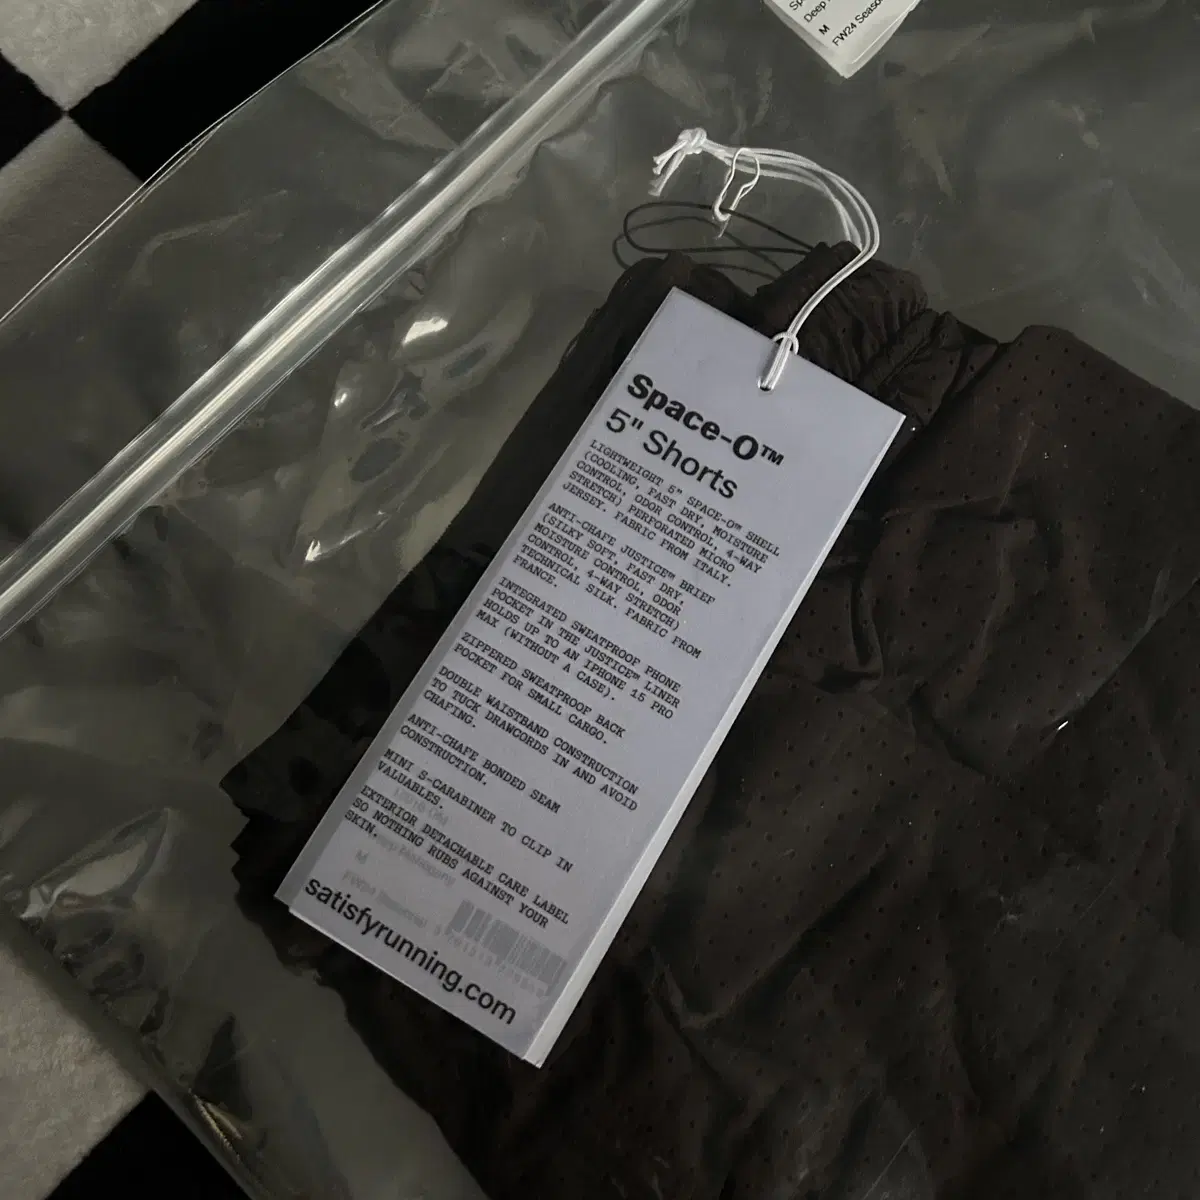 Deep
M
FW24 Seaso
Space-O™
5" Shorts
LIGHTWEIGHT 5" SPACE-O™ SHELL
(COOLING, FAST DRY, MOISTURE
CONTROL, ODOR CONTROL, 4-WAY
STRETCH) PERFORATED MICRO
JERSEY. FABRIC FROM ITALY.
ANTI-CHAFE JUSTICE™ BRIEF
(SILKY SOFT, FAST DRY,
MOISTURE CONTROL, ODOR
CONTROL, 4-WAY STRETCH)
TECHNICAL SILK. FABRIC FROM
FRANCE.
INTEGRATED SWEATPROOF PHONE
POCKET IN THE JUSTICE™ LINER
HOLDS UP TO AN IPHONE 15 PRO
MAX (WITHOUT A CASE).
ZIPPERED SWEATPROOF BACK
POCKET FOR SMALL CARGO.
DOUBLE WAISTBAND CONSTRUCTION
TO TUCK DRAWCORDS IN AND AVOID
CHAFING.
ANTI-CHAFE BONDED SEAM
CONSTRUCTION.
MINI S-CARABINER TO CLIP IN
VALUABLES.
EXTERIOR DETACHABLE CARE LABEL
SO NOTHING RUBS AGAINST YOUR
SKIN.
M
satisfyrunning.com